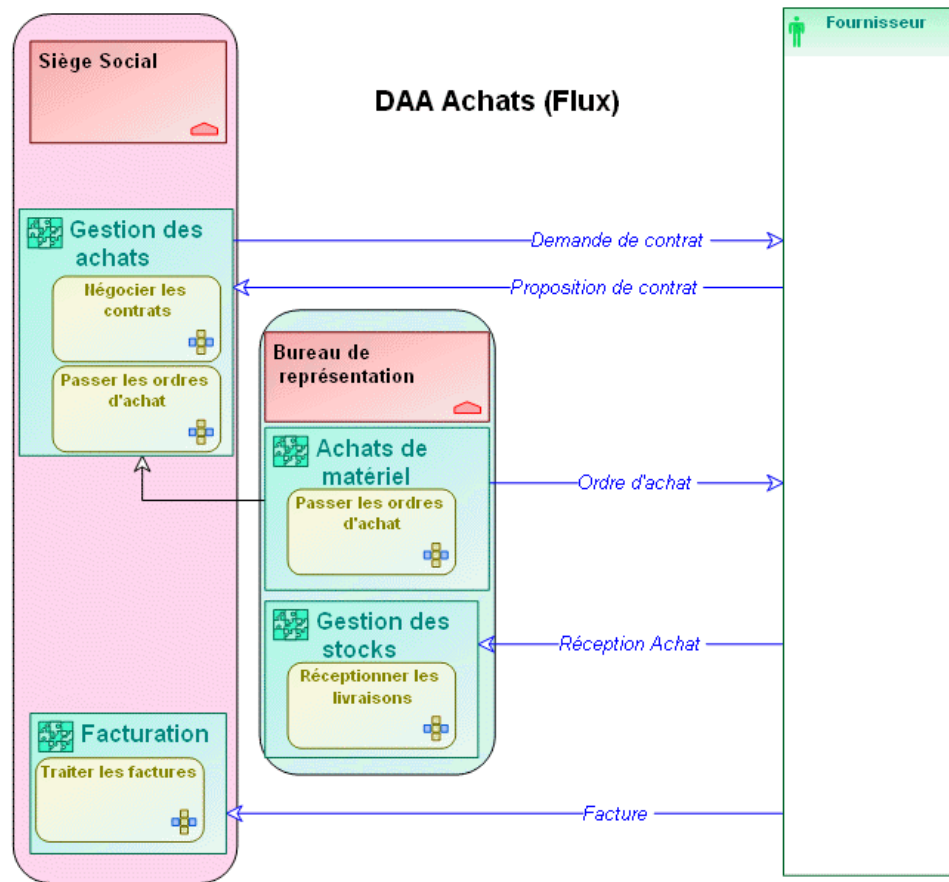 Siège Social
DAA Achats (Flux)
Fournisseur
Gestion des
achats
Négocier les
contrats
Passer les ordres
d'achat
Demande de contrat
Proposition de contrat
Bureau de
représentation
Achats de
matériel
Passer les ordres
d'achat
Ordre d'achat
Gestion des
stocks
Réceptionner les
livraisons
Réception Achat
Facturation
Traiter les factures
Facture